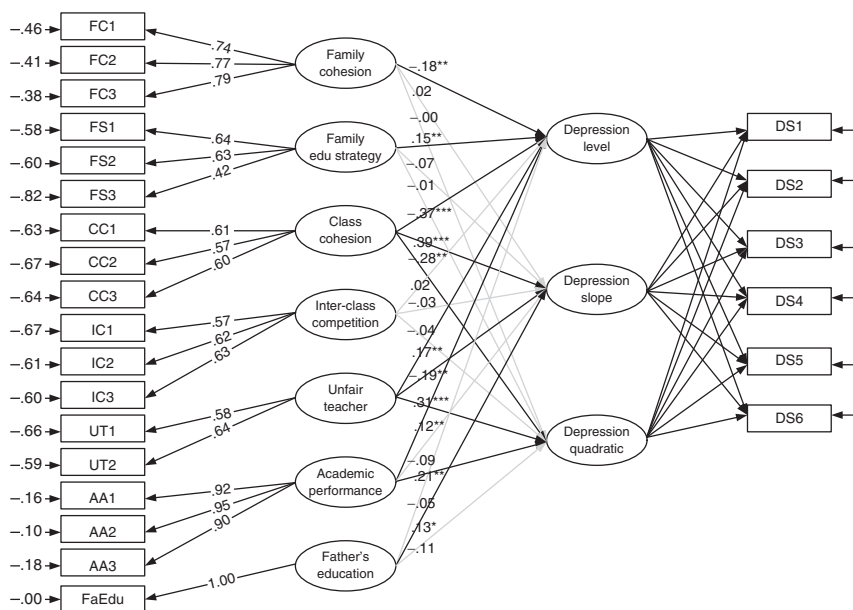 –.46 FC1
–.41 FC2
–.38 FC3
–.58 FS1
–.60 FS2
–.82 FS3
–.63 CC1
–.67 CC2
–.64 CC3
–.67 IC1
–.61 IC2
–.60 IC3
–.66 UT1
–.59 UT2
–.16 AA1
–.10 AA2
–.18 AA3
–.00 FaEdu
.74
.77
.79
.64
.63
.42
.61
.57
.60
.57
.62
.63
.58
.64
.92
.95
.90
1.00
Family
cohesion
Family
edu strategy
Class
cohesion
Inter-class
competition
Unfair
teacher
Academic
performance
Father's
education
–.18**
.02
–.00
.15**
–.07
–.01
–.37***
.39***
–.28**
.02
–.03
–.04
.17**
–.19**
.31***
.12**
–.09
.21**
–.05
.13*
–.11
Depression
level
Depression
slope
Depression
quadratic
DS1
DS2
DS3
DS4
DS5
DS6